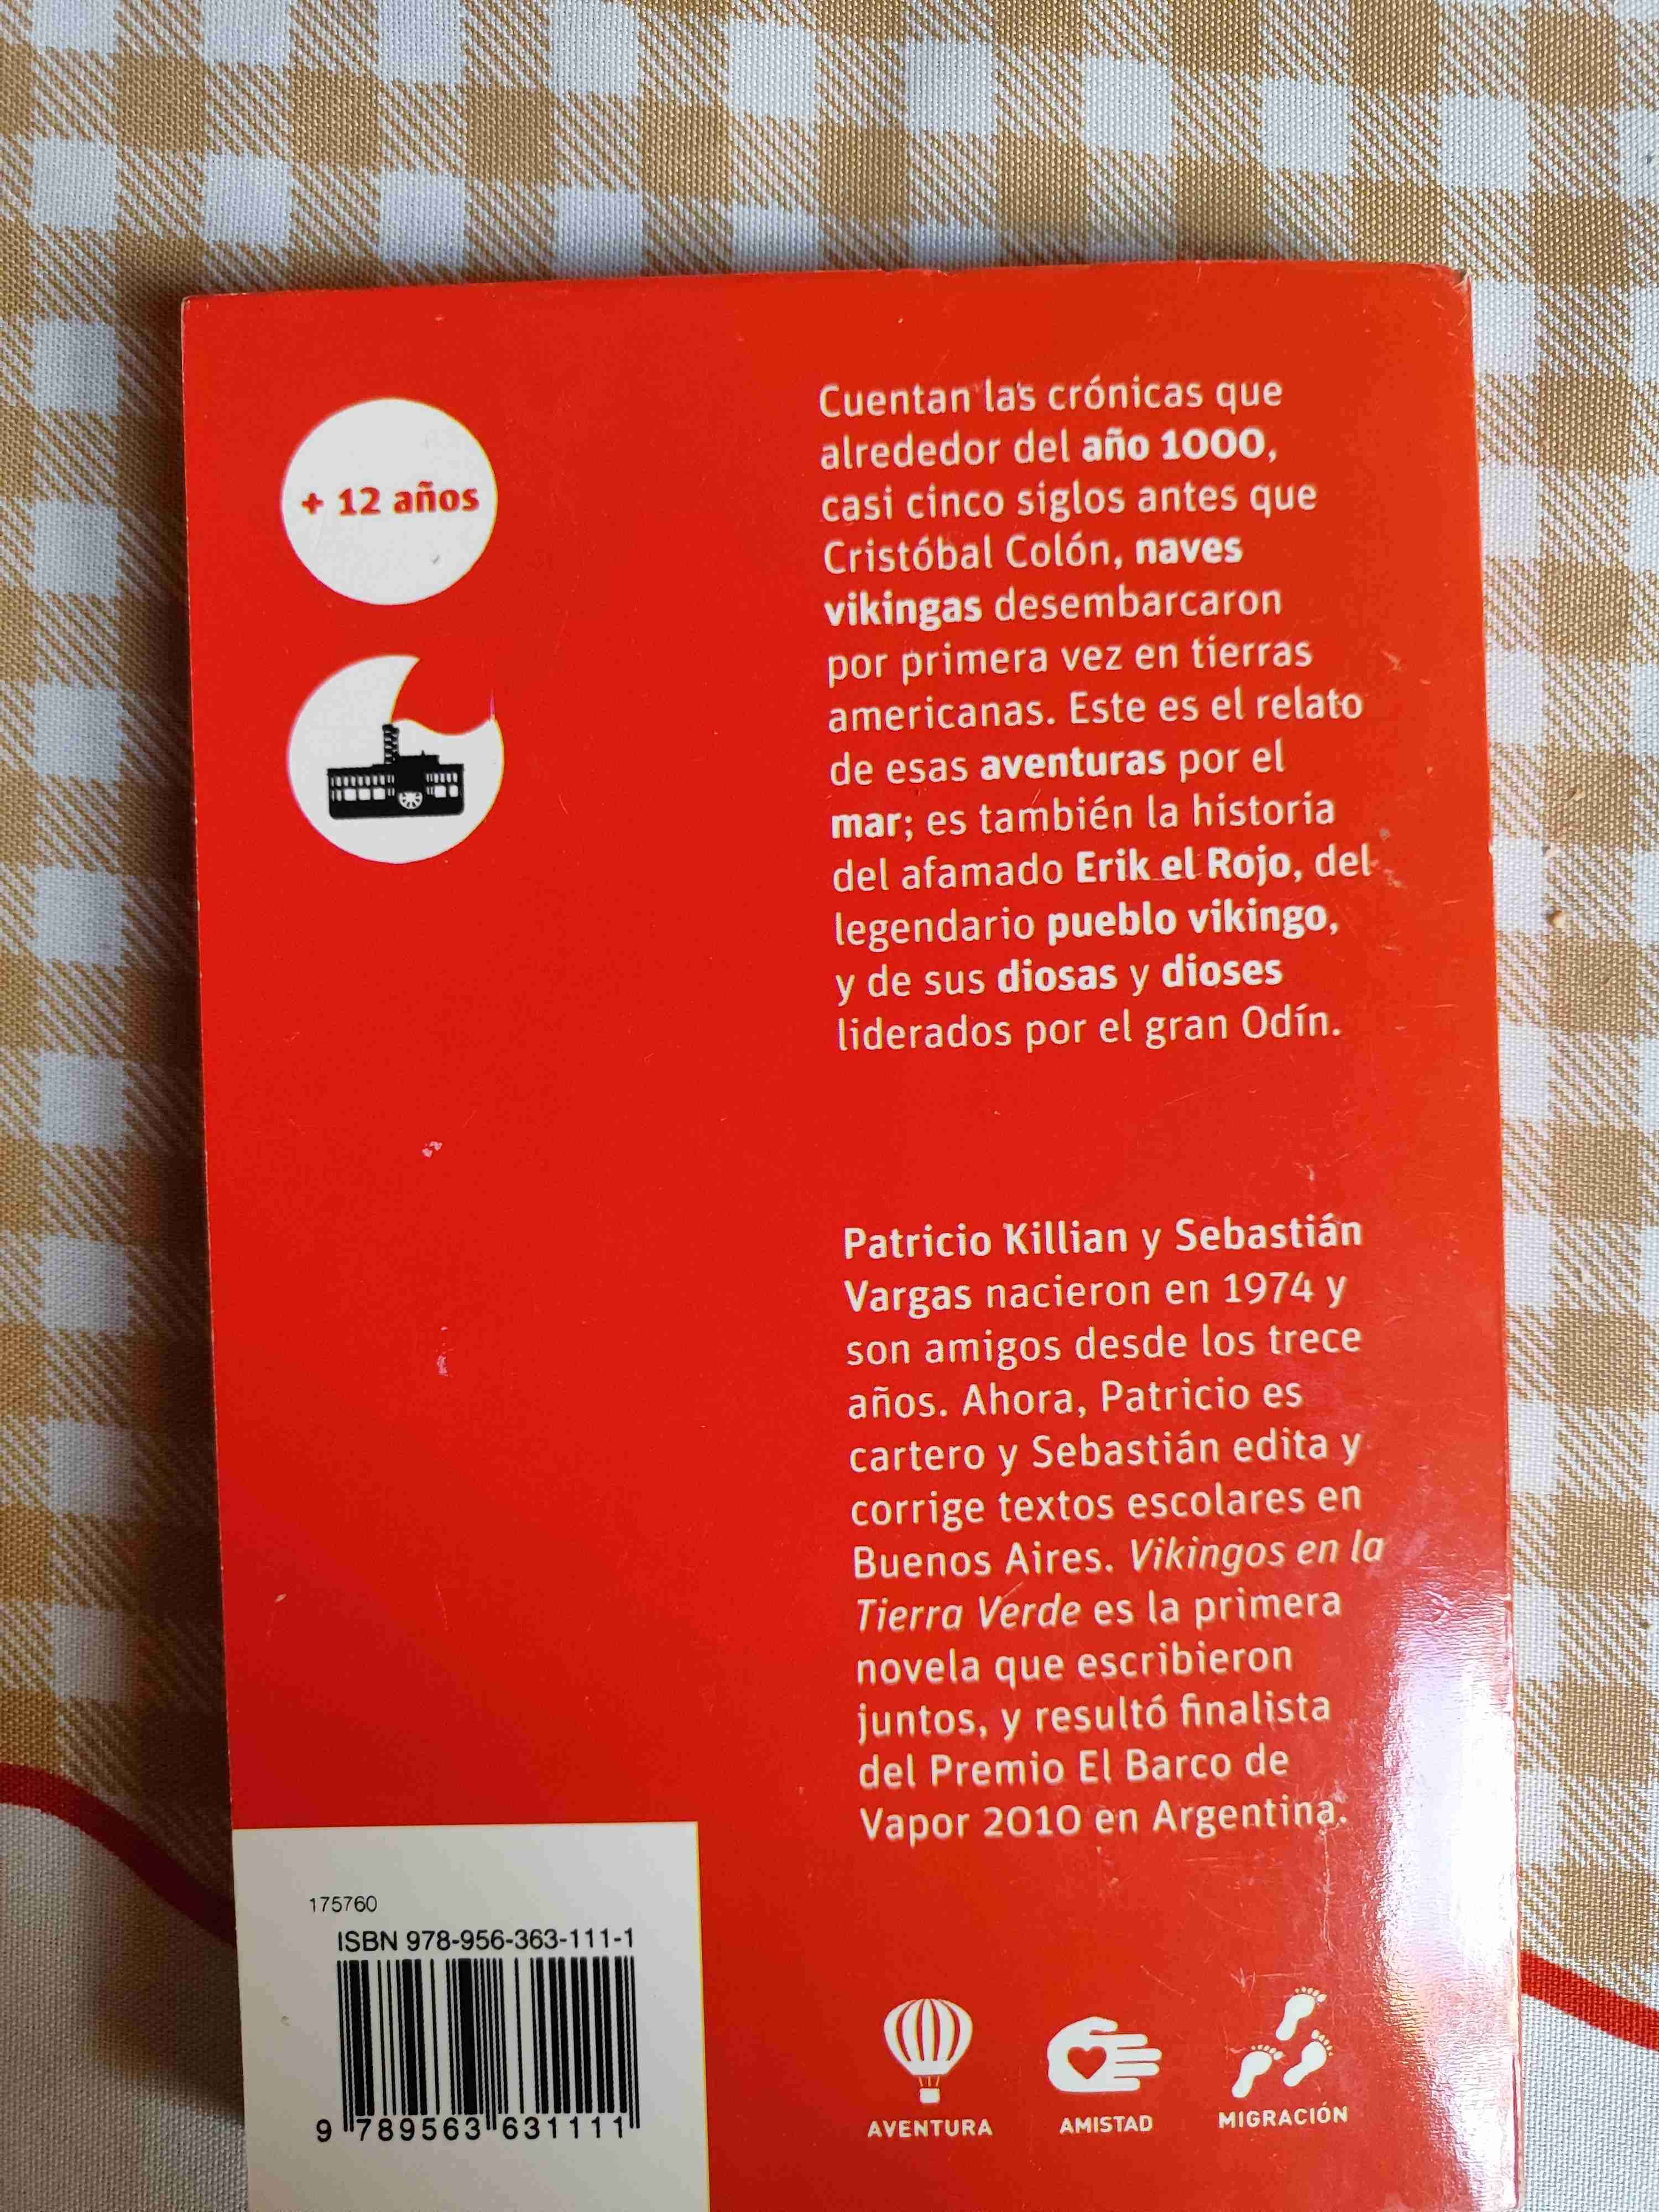 + 12 años
Cuentan las crónicas que
alrededor del año 1000,
casi cinco siglos antes que
Cristóbal Colón, naves
vikingas desembarcaron
por primera vez en tierras
americanas. Este es el relato
de esas aventuras por el
mar; es también la historia
del afamado Erik el Rojo, del
legendario pueblo vikingo,
y de sus diosas y dioses
liderados por el gran Odín.
Patricio Killian y Sebastián
Vargas nacieron en 1974 y
son amigos desde los trece
años. Ahora, Patricio es
cartero y Sebastián edita y
corrige textos escolares en
Buenos Aires. Vikingos en la
Tierra Verde es la primera
novela que escribieron
juntos, y resultó finalista
del Premio El Barco de
Vapor 2010 en Argentina.
175760
ISBN 978-956-363-111-1
9 789563 631111
AVENTURA
AMISTAD
MIGRACIÓN